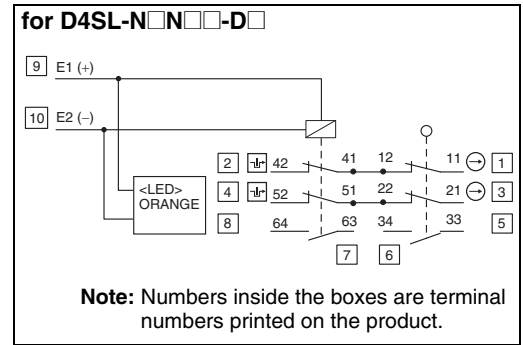 for D4SL-N□N□□-D□
9 E1 (+)
10 E2 (−)
2 42 41 12 11 1
<LED>
ORANGE
4 52 51 22 21 3
8 64 63 34 33 5
7 6
Note: Numbers inside the boxes are terminal
numbers printed on the product.